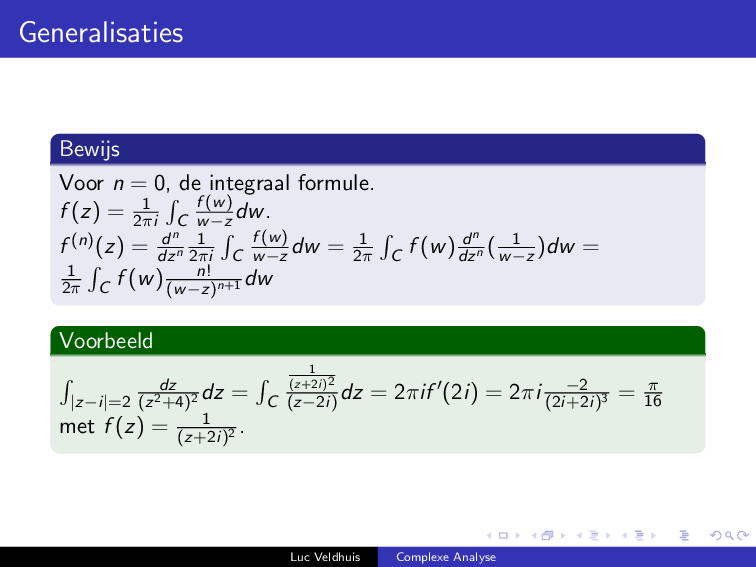 Generalisaties
Bewijs
Voor n = 0, de integraal formule.
f(z) = \frac{1}{2\pi i} \int_C \frac{f(w)}{w-z} dw.
f^{(n)}(z) = \frac{d^n}{dz^n} \frac{1}{2\pi i} \int_C \frac{f(w)}{w-z} dw = \frac{1}{2\pi} \int_C f(w) \frac{d^n}{dz^n} (\frac{1}{w-z}) dw =
\frac{1}{2\pi} \int_C f(w) \frac{n!}{(w-z)^{n+1}} dw
Voorbeeld
\int_{|z-i|=2} \frac{dz}{(z^2+4)^2} dz = \int_C \frac{\frac{1}{(z+2i)^2}}{(z-2i)} dz = 2\pi i f'(2i) = 2\pi i \frac{-2}{(2i+2i)^3} = \frac{\pi}{16}
met f(z) = \frac{1}{(z+2i)^2}.
Luc Veldhuis
Complexe Analyse